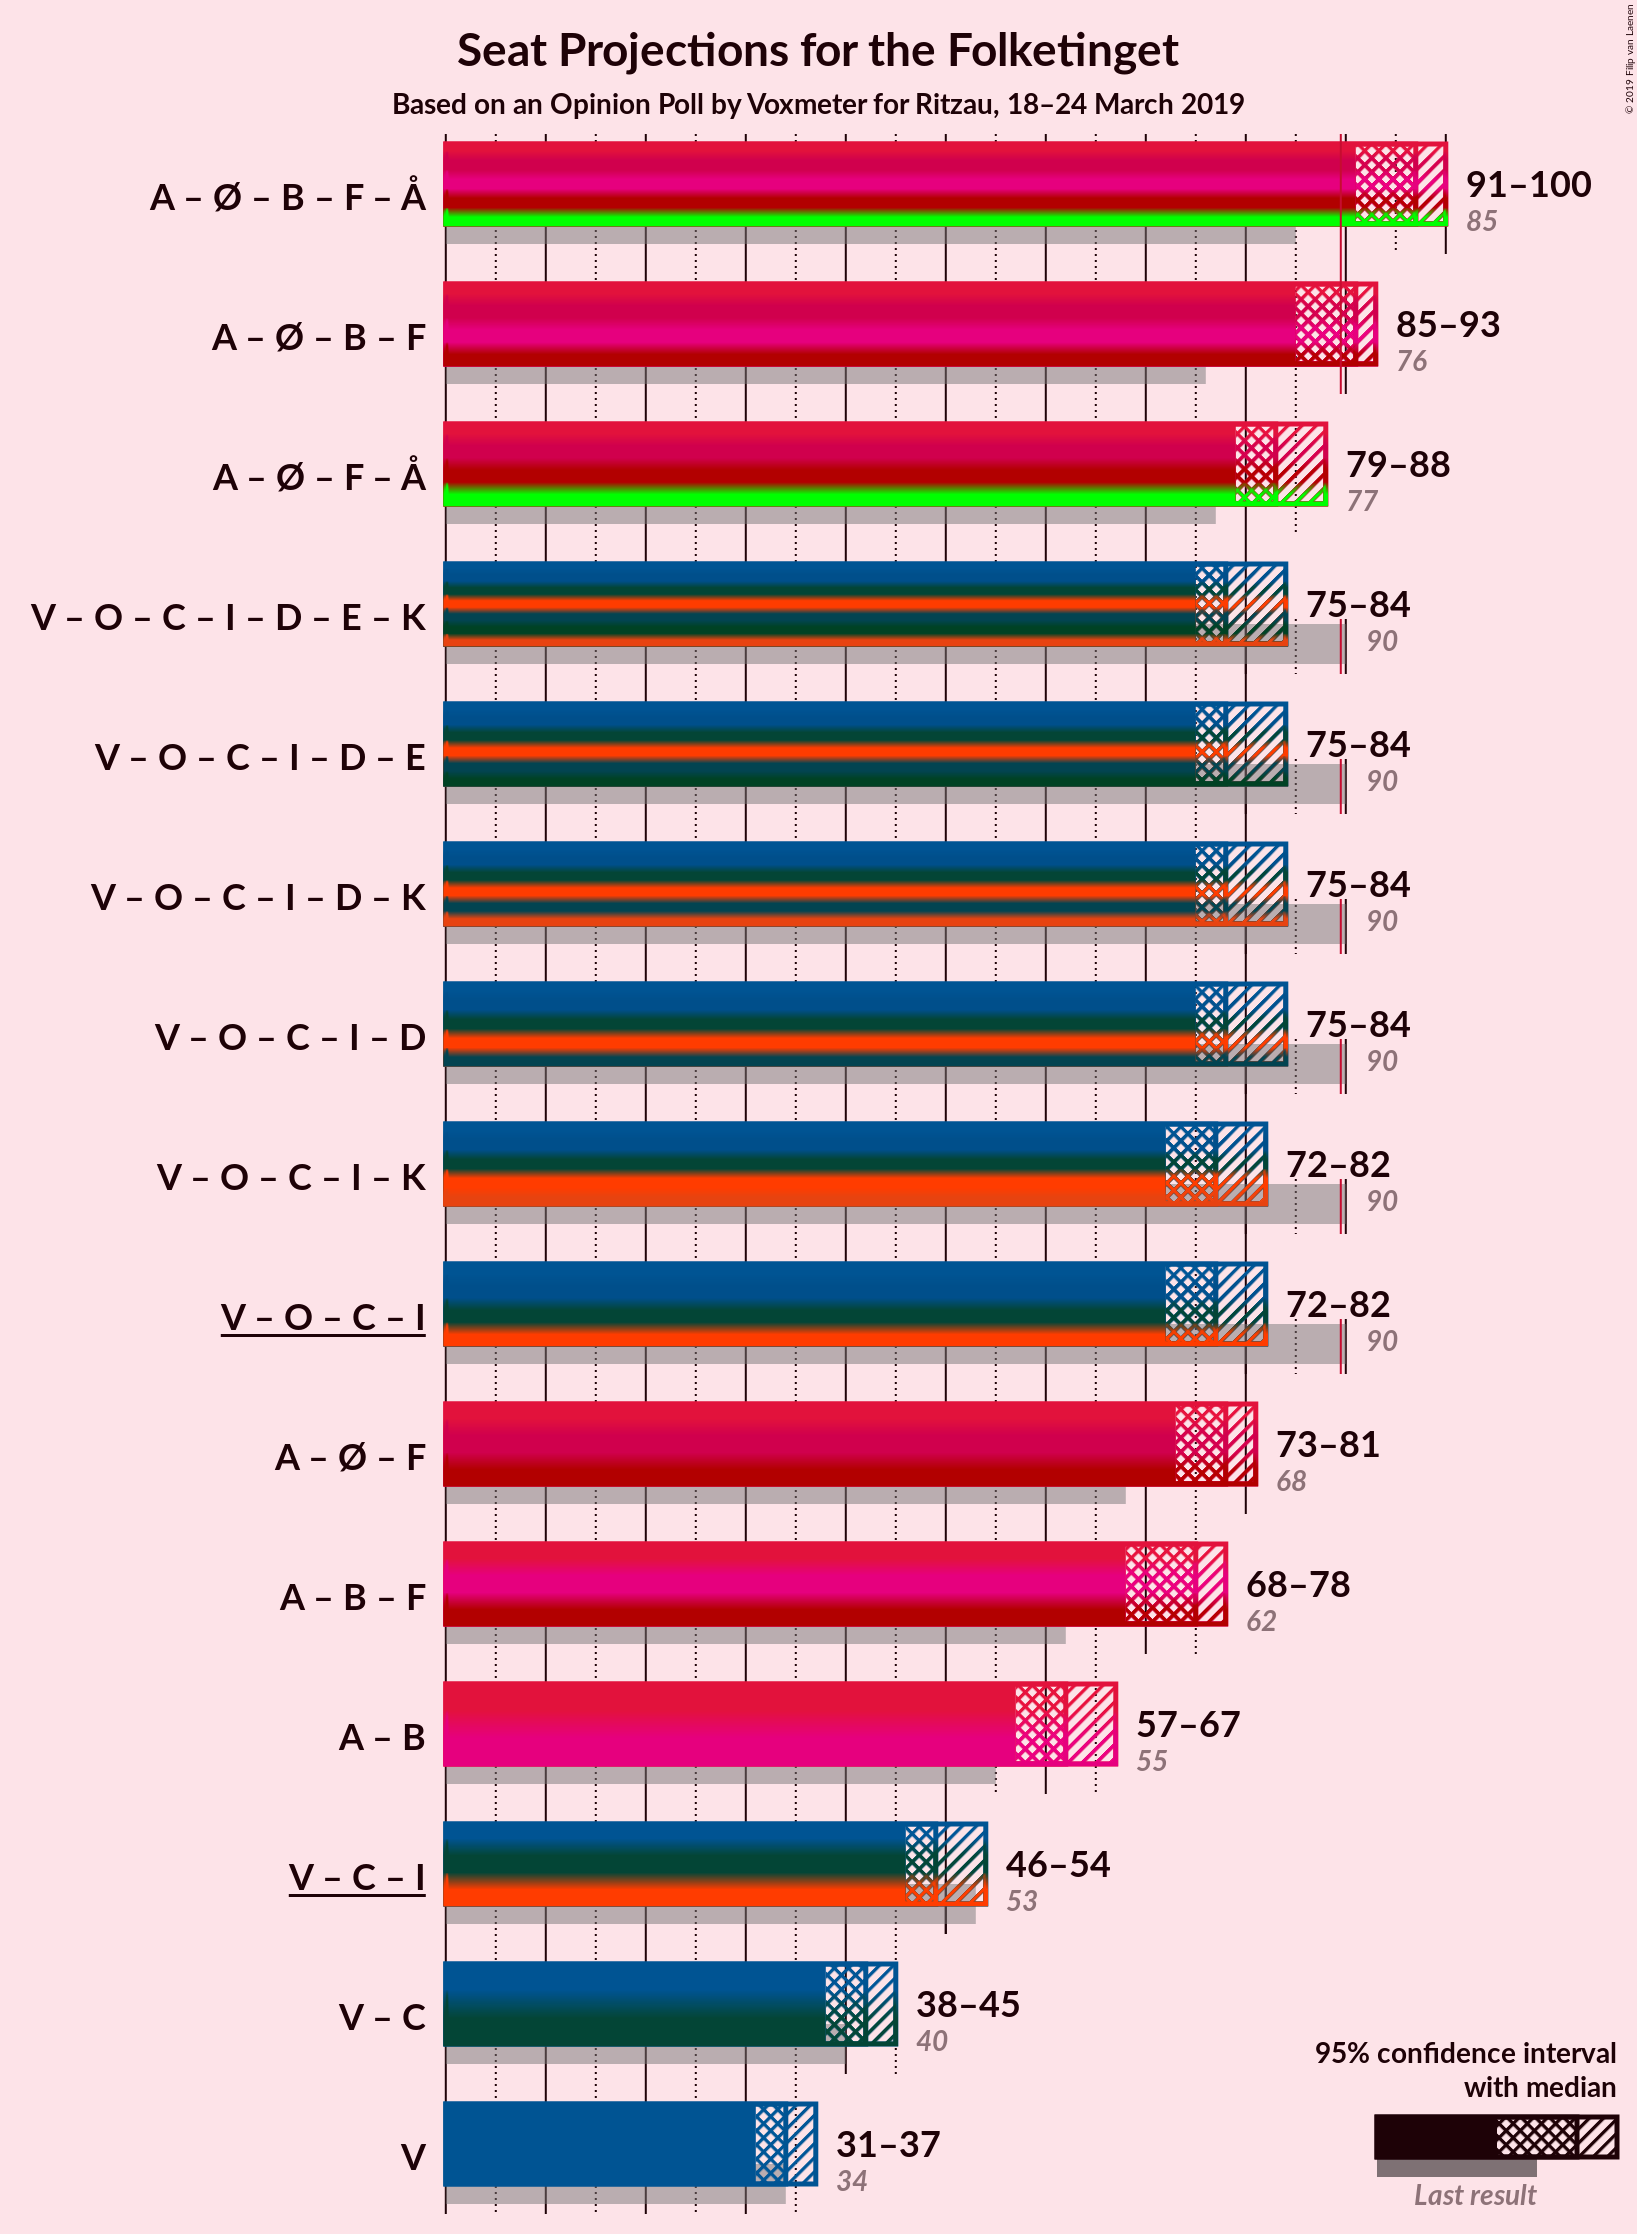 Seat Projections for the Folketinget
Based on an Opinion Poll by Voxmeter for Ritzau, 18–24 March 2019
© 2019 Filip van Laenen
A – Ø – B – F – Å
91–100
85
A – Ø – B – F
85–93
76
A – Ø – F – Å
79–88
77
V – O – C – I – D – E – K
75–84
90
V – O – C – I – D – E
75–84
90
V – O – C – I – D – K
75–84
90
V – O – C – I – D
75–84
90
V – O – C – I – K
72–82
90
V – O – C – I
72–82
90
A – Ø – F
73–81
68
A – B – F
68–78
62
A – B
57–67
55
V – C – I
46–54
53
V – C
38–45
40
V
31–37
34
95% confidence interval
with median
Last result